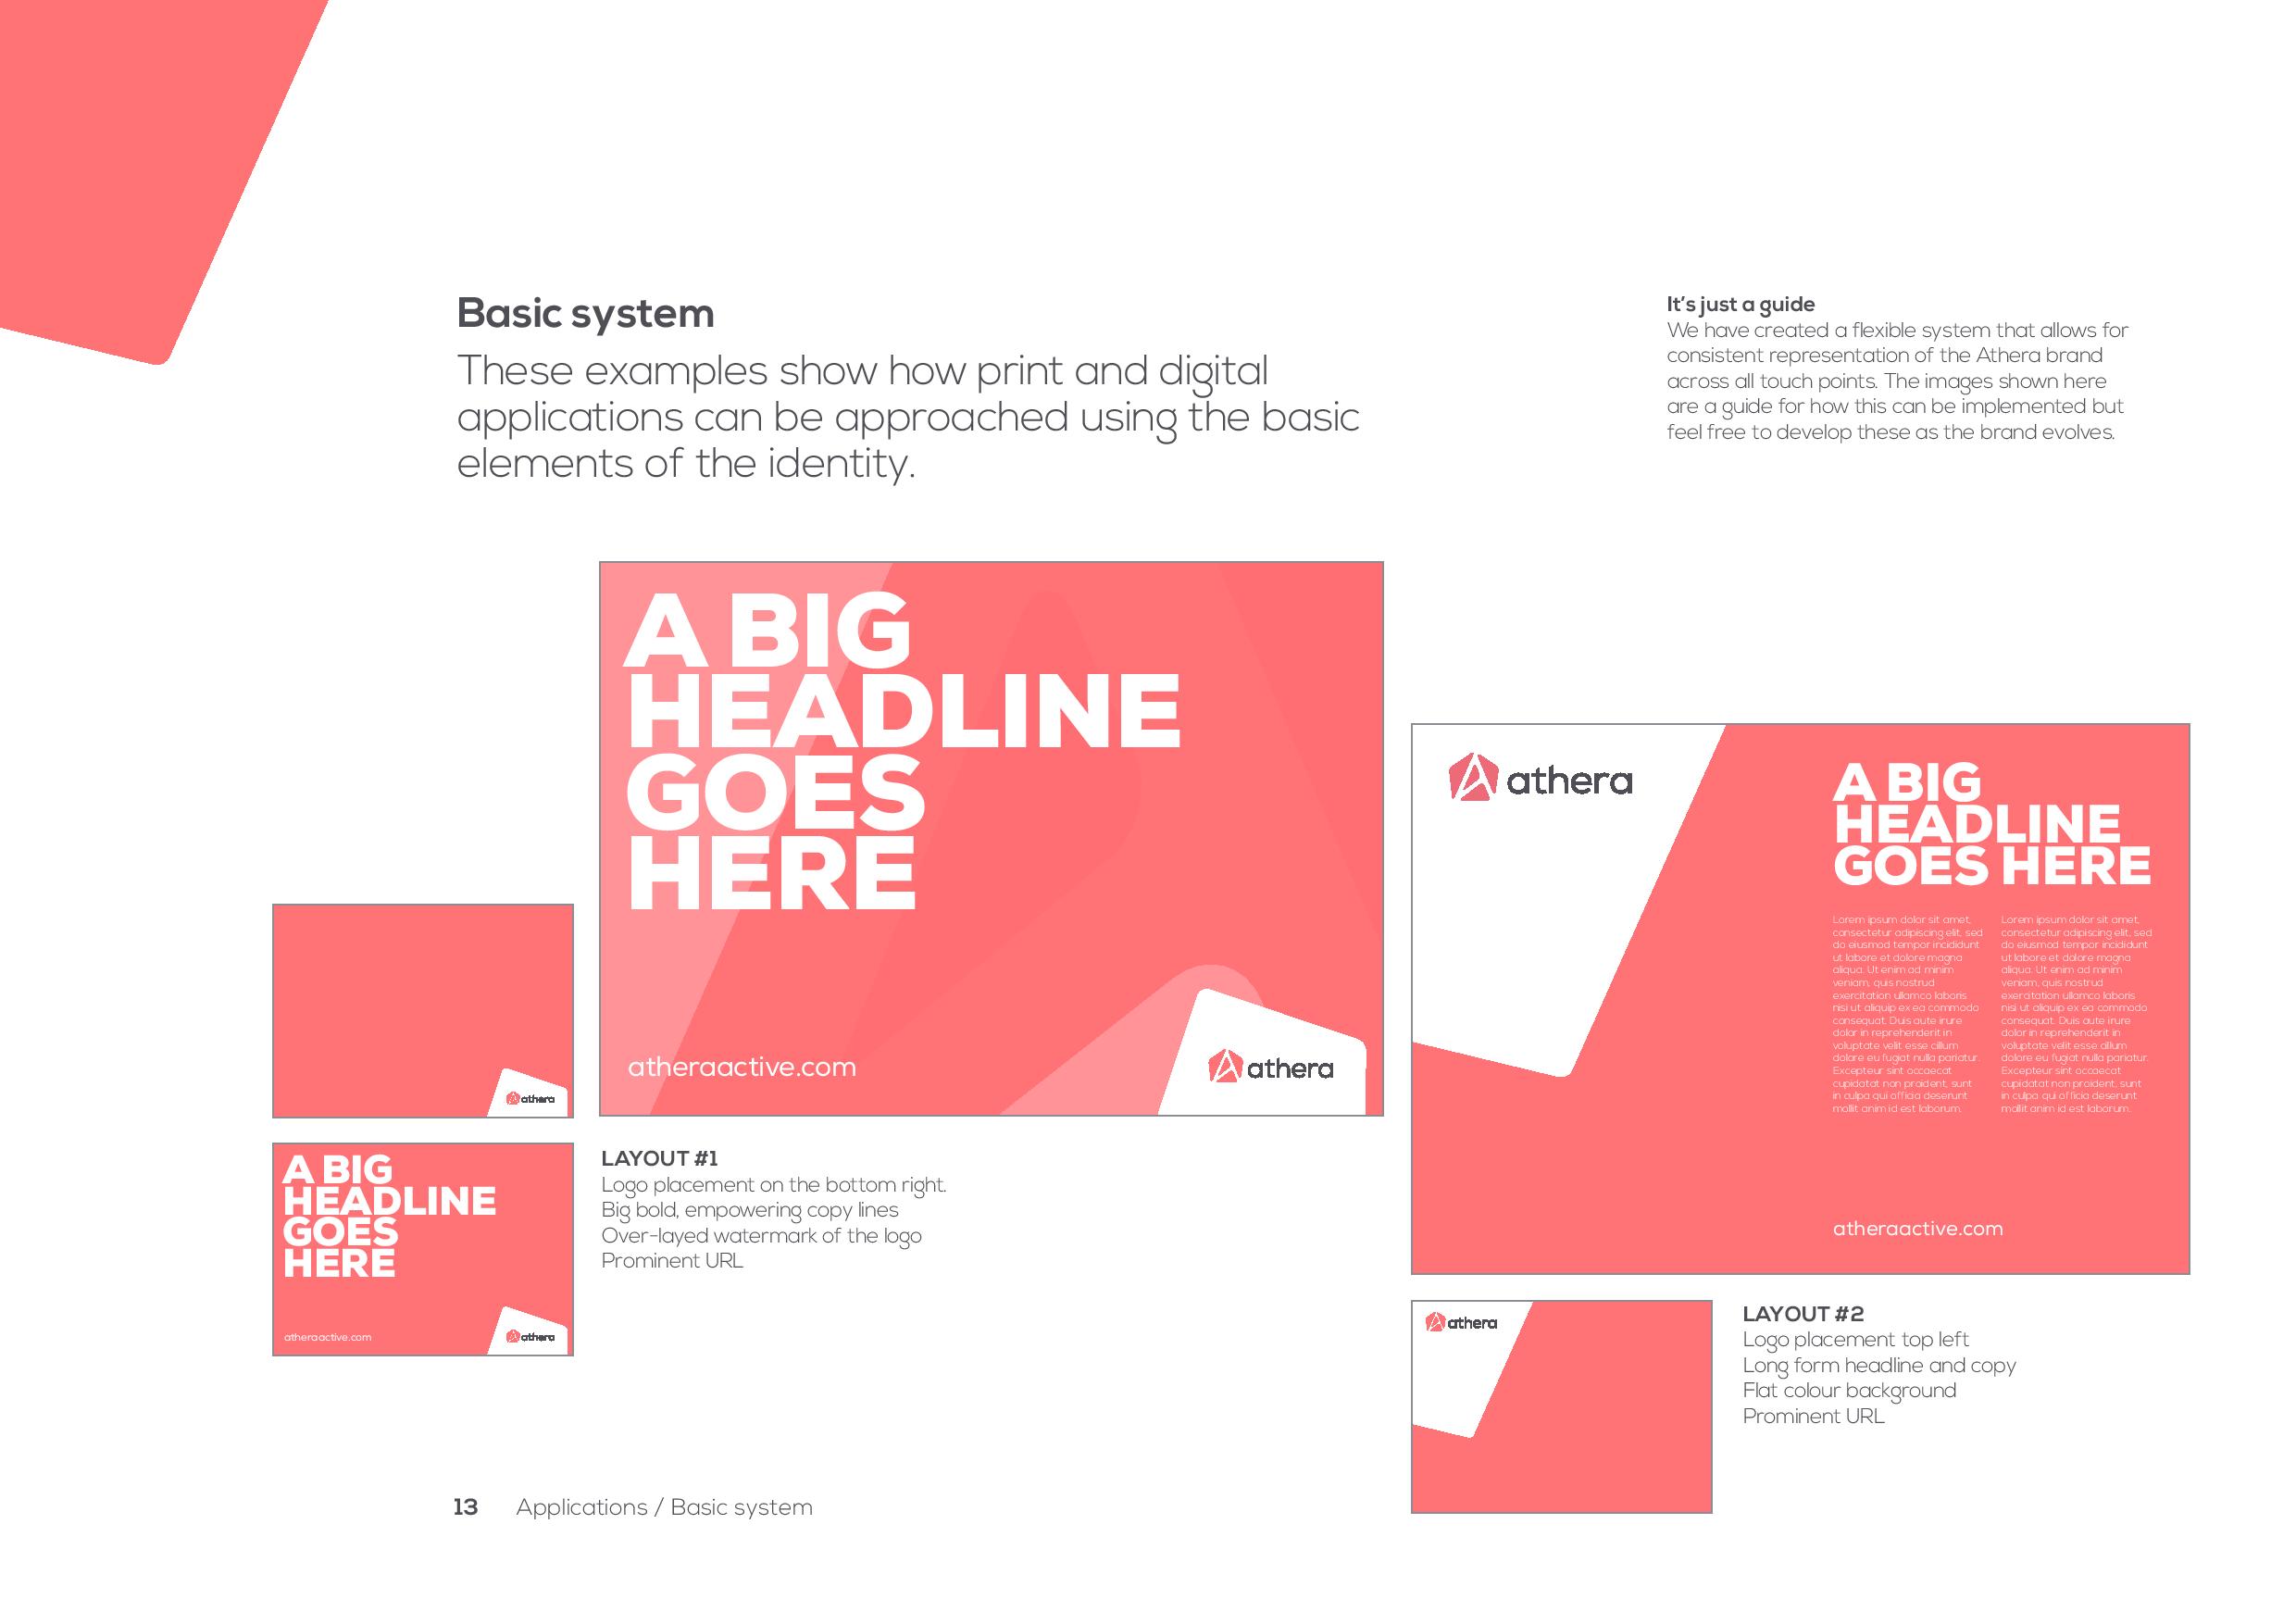 Basic system
These examples show how print and digital
applications can be approached using the basic
elements of the identity.
It's just a guide
We have created a flexible system that allows for
consistent representation of the Athera brand
across all touch points. The images shown here
are a guide for how this can be implemented but
feel free to develop these as the brand evolves.
A BIG
HEADLINE
GOES
HERE
atheraactive.com
athera
athera
A BIG
HEADLINE
GOES
HERE
atheraactive.com
athera
LAYOUT #1
Logo placement on the bottom right.
Big bold, empowering copy lines
Over-layed watermark of the logo
Prominent URL
athera
A BIG
HEADLINE
GOES HERE
Lorem ipsum dolor sit amet,
consectetur adipiscing elit, sed
do eiusmod tempor incididunt
ut labore et dolore magna
aliqua. Ut enim ad minim
veniam, quis nostrud
exercitation ullamco laboris
nisi ut aliquip ex ea commodo
consequat. Duis aute irure
dolor in reprehenderit in
voluptate velit esse cillum
dolore eu fugiat nulla pariatur.
Excepteur sint occaecat
cupidatat non proident, sunt
in culpa qui officia deserunt
mollit anim id est laborum.
Lorem ipsum dolor sit amet,
consectetur adipiscing elit, sed
do eiusmod tempor incididunt
ut labore et dolore magna
aliqua. Ut enim ad minim
veniam, quis nostrud
exercitation ullamco laboris
nisi ut aliquip ex ea commodo
consequat. Duis aute irure
dolor in reprehenderit in
voluptate velit esse cillum
dolore eu fugiat nulla pariatur.
Excepteur sint occaecat
cupidatat non proident, sunt
in culpa qui officia deserunt
mollit anim id est laborum.
atheraactive.com
athera
LAYOUT #2
Logo placement top left
Long form headline and copy
Flat colour background
Prominent URL
13 Applications / Basic system